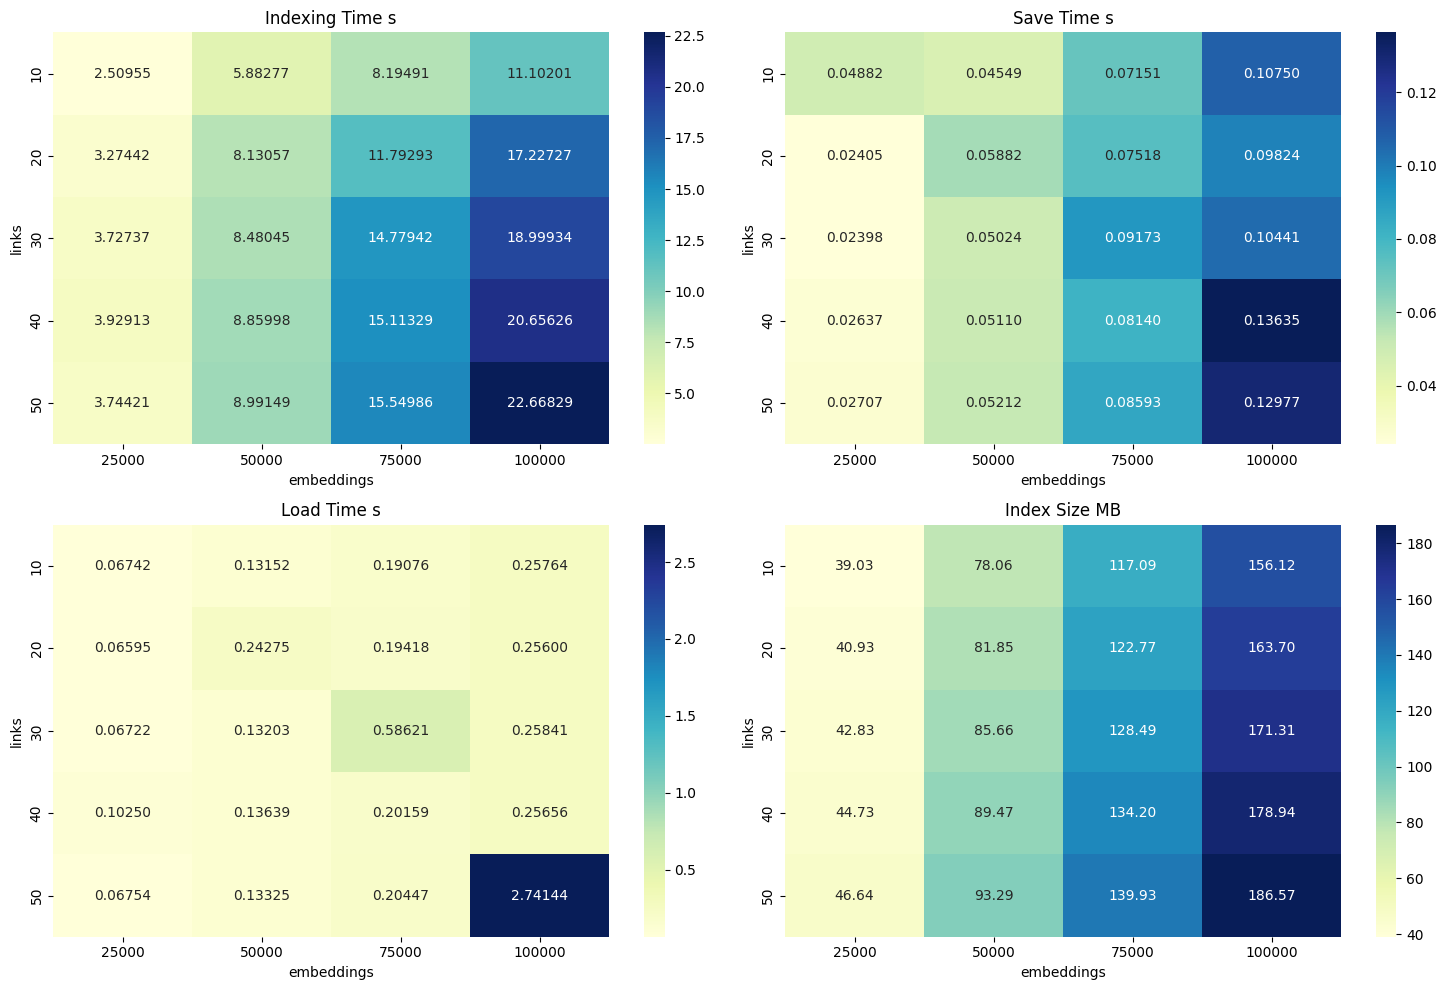 Indexing Time s
10 2.50955 5.88277 8.19491 11.10201
20 3.27442 8.13057 11.79293 17.22727
30 3.72737 8.48045 14.77942 18.99934
40 3.92913 8.85998 15.11329 20.65626
50 3.74421 8.99149 15.54986 22.66829
links
25000 50000 75000 100000
embeddings
22.5
20.0
17.5
15.0
12.5
10.0
7.5
5.0
Save Time s
10 0.04882 0.04549 0.07151 0.10750
20 0.02405 0.05882 0.07518 0.09824
30 0.02398 0.05024 0.09173 0.10441
40 0.02637 0.05110 0.08140 0.13635
50 0.02707 0.05212 0.08593 0.12977
links
25000 50000 75000 100000
embeddings
0.12
0.10
0.08
0.06
0.04
Load Time s
10 0.06742 0.13152 0.19076 0.25764
20 0.06595 0.24275 0.19418 0.25600
30 0.06722 0.13203 0.58621 0.25841
40 0.10250 0.13639 0.20159 0.25656
50 0.06754 0.13325 0.20447 2.74144
links
25000 50000 75000 100000
embeddings
2.5
2.0
1.5
1.0
0.5
Index Size MB
10 39.03 78.06 117.09 156.12
20 40.93 81.85 122.77 163.70
30 42.83 85.66 128.49 171.31
40 44.73 89.47 134.20 178.94
50 46.64 93.29 139.93 186.57
links
25000 50000 75000 100000
embeddings
180
160
140
120
100
80
60
40